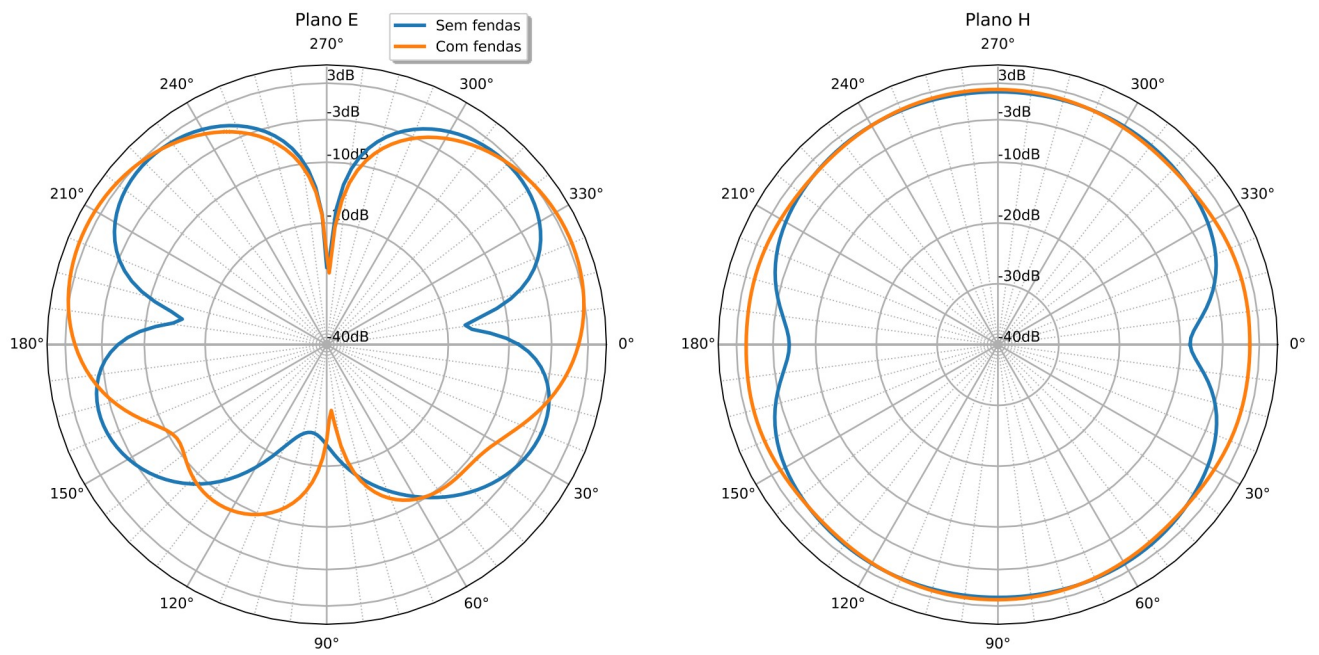 Plano E
Sem fendas
Com fendas
270°
240°
300°
3dB
-3dB
-10dB
210°
330°
-20dB
180°
-40dB
0°
150°
30°
120°
60°
90°
Plano H
270°
240°
300°
3dB
-3dB
-10dB
210°
330°
-20dB
-30dB
180°
-40dB
0°
150°
30°
120°
60°
90°